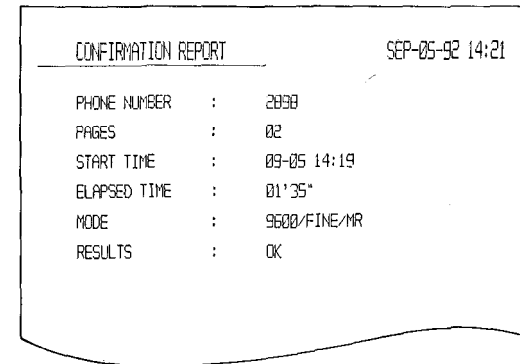 CONFIRMATION REPORT SEP-05-92 14:21
PHONE NUMBER : 2090
PAGES : 02
START TIME : 09-05 14:19
ELAPSED TIME : 01'35"
MODE : 9600/FINE/MR
RESULTS : OK